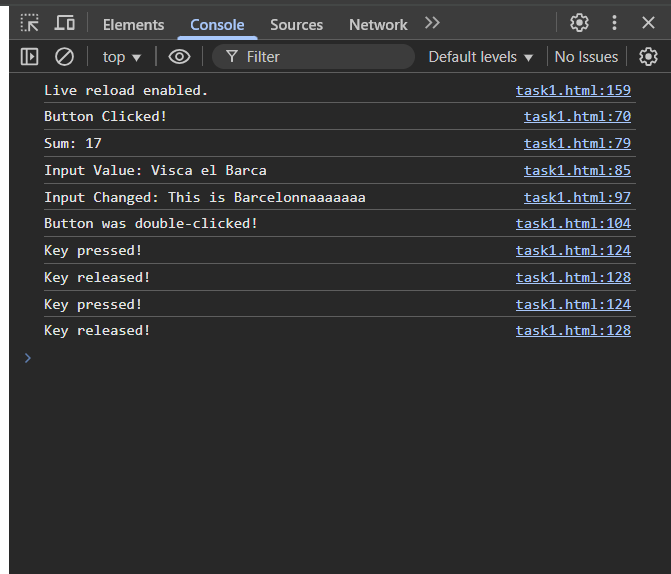 Elements Console Sources Network
top Filter Default levels No Issues
Live reload enabled. task1.html:159
Button Clicked! task1.html:70
Sum: 17 task1.html:79
Input Value: Visca el Barca task1.html:85
Input Changed: This is Barcelonnaaaaaaa task1.html:97
Button was double-clicked! task1.html:104
Key pressed! task1.html:124
Key released! task1.html:128
Key pressed! task1.html:124
Key released! task1.html:128